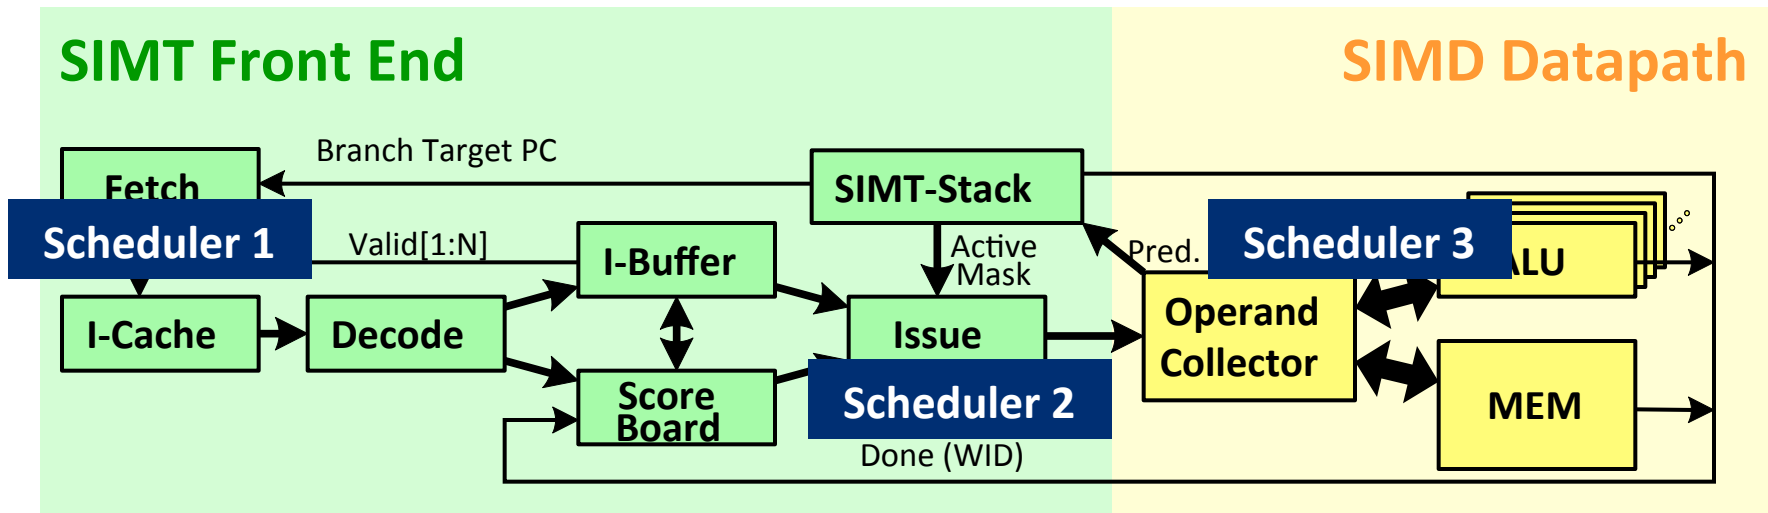 SIMT Front End
SIMD Datapath
Branch Target PC
Fetch
SIMT-Stack
Scheduler 1
Valid[1:N]
I-Buffer
Active
Mask
Pred.
Scheduler 3
ALU
I-Cache
Decode
Issue
Operand
Collector
Score
Board
Scheduler 2
MEM
Done (WID)